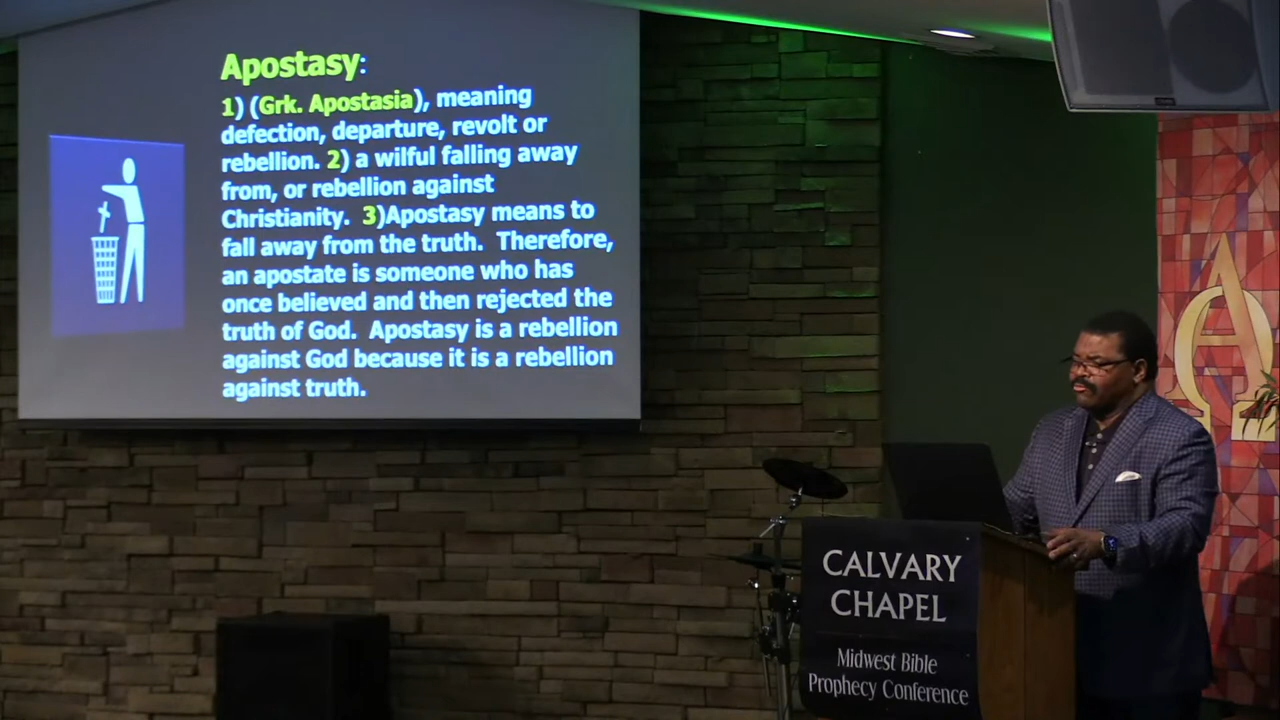 Apostasy:
1) (Grk. Apostasia), meaning
defection, departure, revolt or
rebellion. 2) a wilful falling away
from, or rebellion against
Christianity. 3)Apostasy means to
fall away from the truth. Therefore,
an apostate is someone who has
once believed and then rejected the
truth of God. Apostasy is a rebellion
against God because it is a rebellion
against truth.
CALVARY
CHAPEL
Midwest Bible
Prophecy Conference